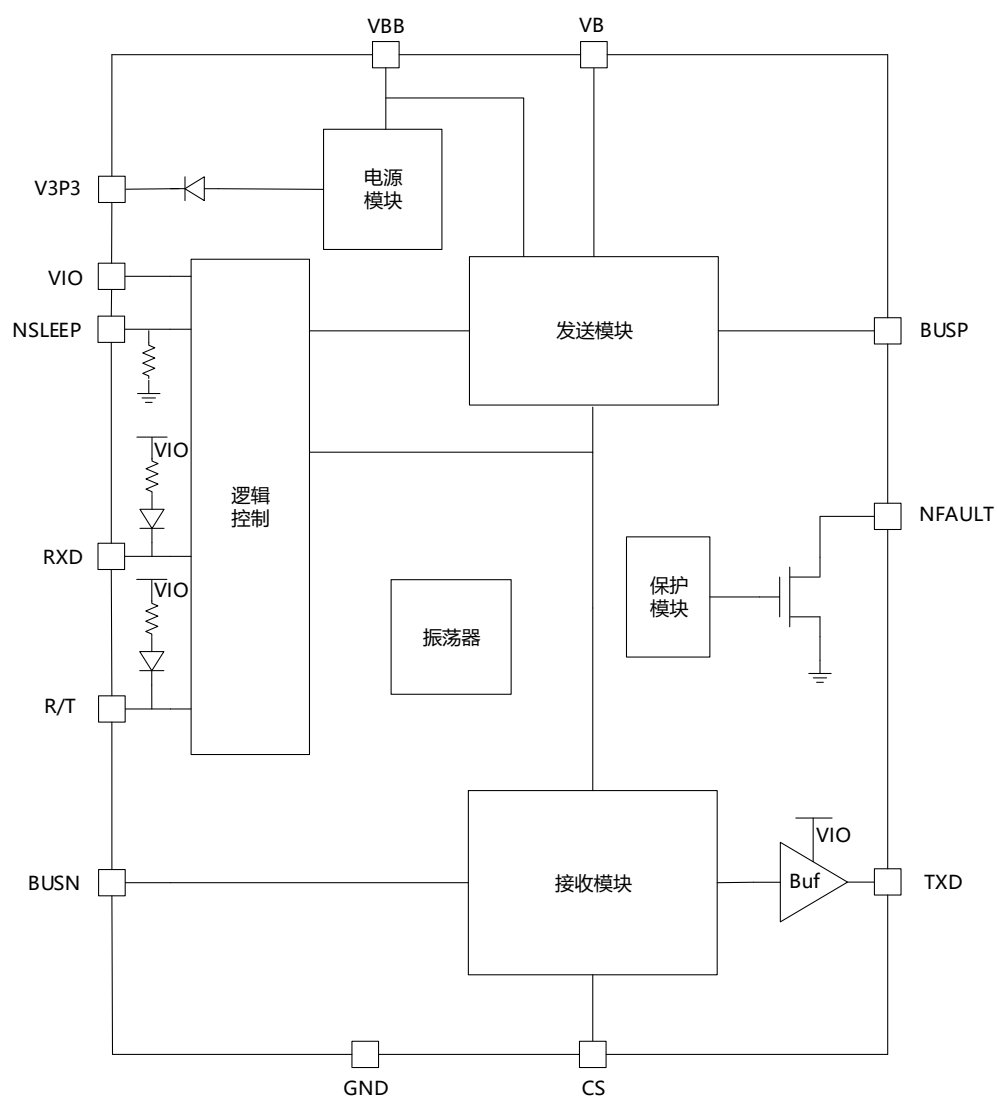 VBB
VB
V3P3
电源
模块
VIO
NSLEEP
发送模块
BUSP
VIO
逻辑
控制
NFAULT
RXD
保护
模块
VIO
振荡器
R/T
VIO
BUSN
接收模块
Buf
TXD
GND
CS